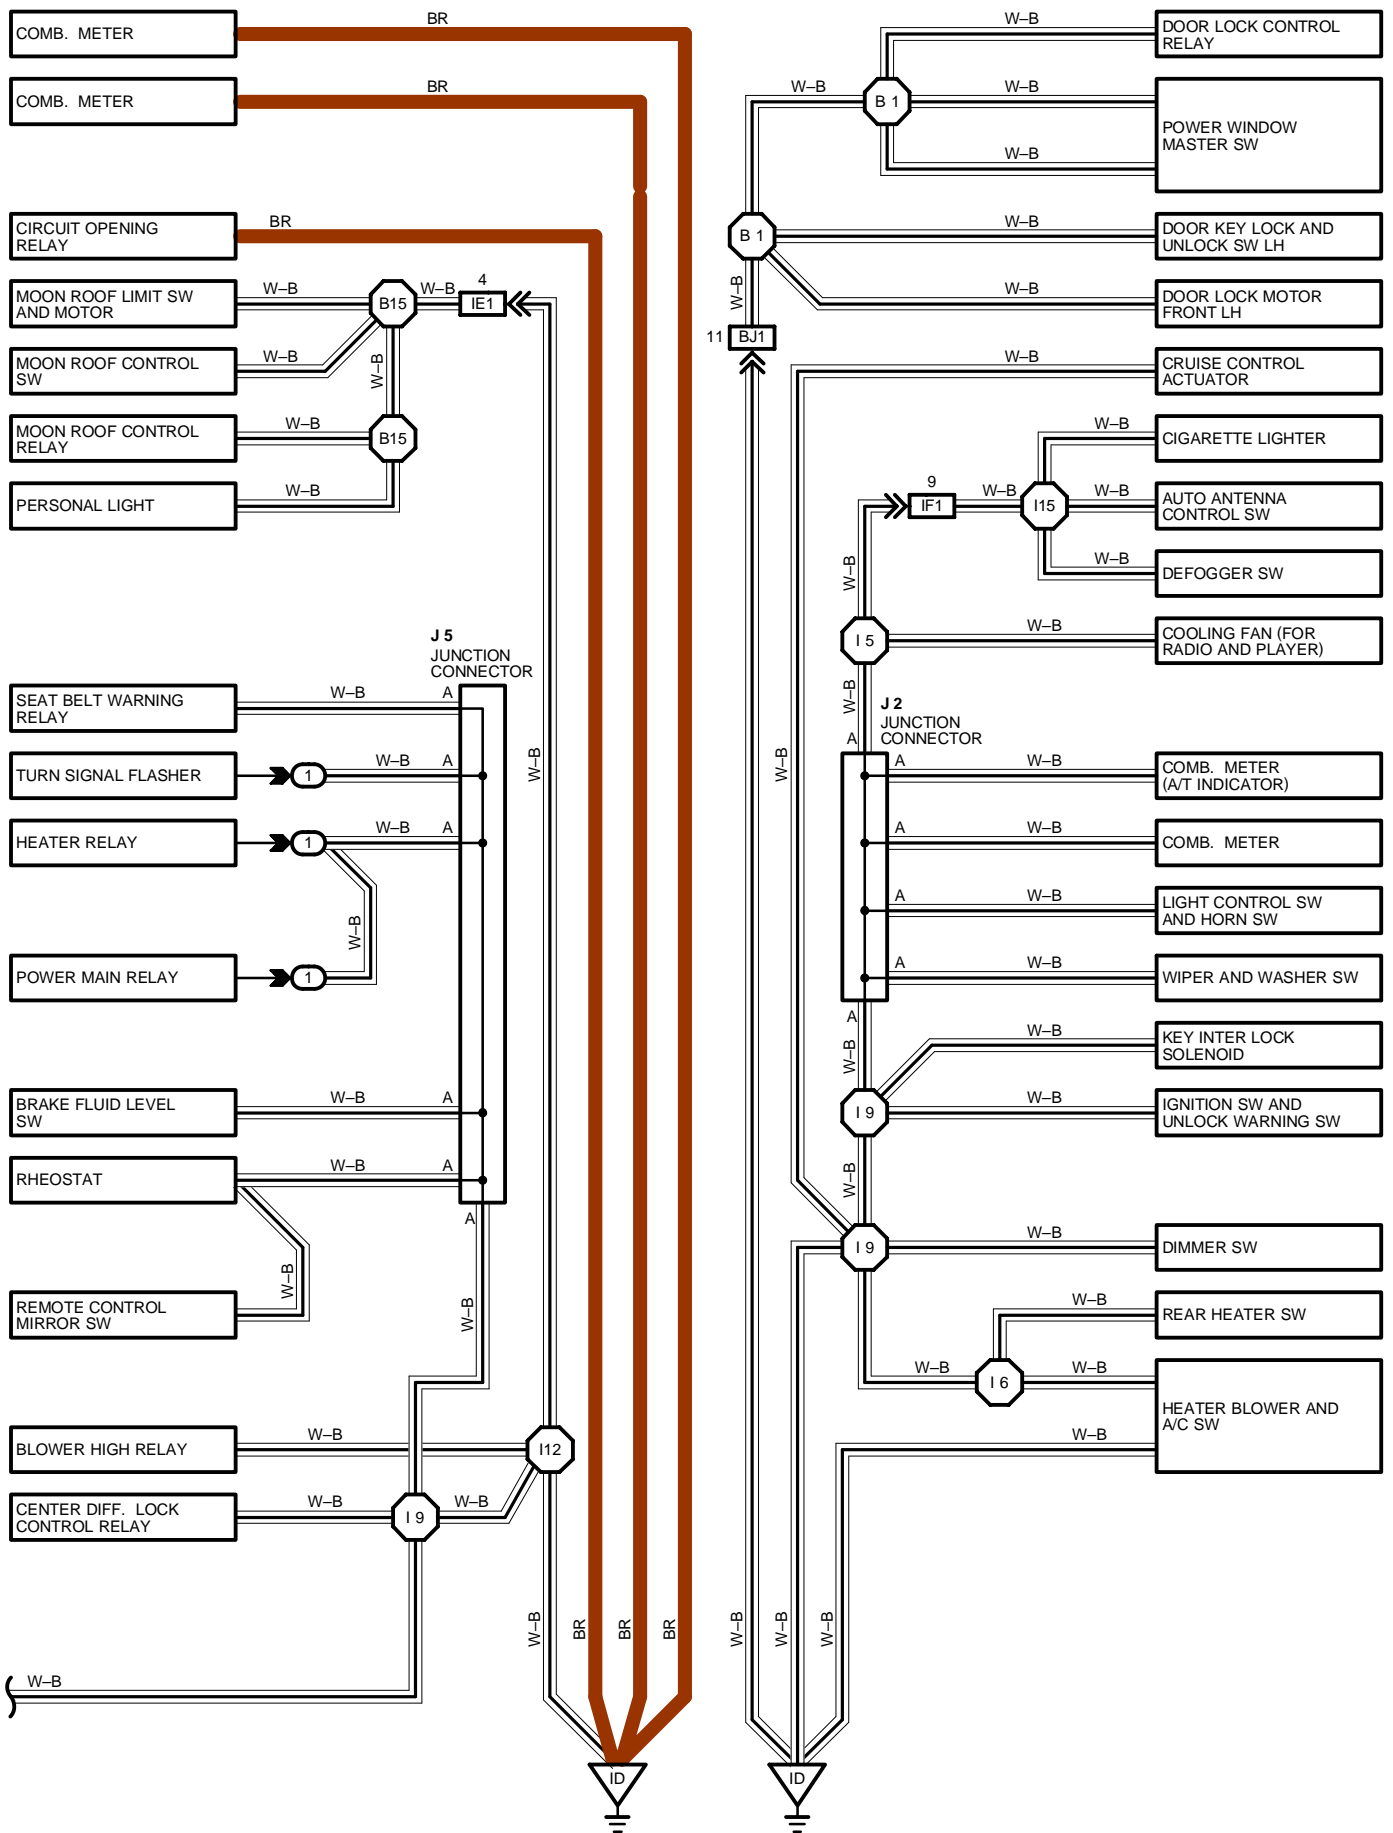 COMB. METER
BR
COMB. METER
BR
CIRCUIT OPENING
RELAY
BR
MOON ROOF LIMIT SW
AND MOTOR
W–B
B15
W–B
4
IE1
MOON ROOF CONTROL
SW
W–B
W–B
MOON ROOF CONTROL
RELAY
W–B
B15
PERSONAL LIGHT
W–B
J 5
JUNCTION
CONNECTOR
SEAT BELT WARNING
RELAY
W–B
A
TURN SIGNAL FLASHER
1
W–B
A
W–B
HEATER RELAY
1
W–B
A
W–B
POWER MAIN RELAY
1
BRAKE FLUID LEVEL
SW
W–B
A
RHEOSTAT
W–B
A
A
W–B
REMOTE CONTROL
MIRROR SW
W–B
BLOWER HIGH RELAY
W–B
I12
CENTER DIFF. LOCK
CONTROL RELAY
W–B
I 9
W–B
W–B
BR
BR
BR
W–B
ID
W–B
DOOR LOCK CONTROL
RELAY
W–B
B 1
W–B
POWER WINDOW
MASTER SW
W–B
B 1
W–B
DOOR KEY LOCK AND
UNLOCK SW LH
W–B
W–B
DOOR LOCK MOTOR
FRONT LH
11
BJ1
W–B
CRUISE CONTROL
ACTUATOR
W–B
CIGARETTE LIGHTER
9
IF1
W–B
I15
W–B
AUTO ANTENNA
CONTROL SW
W–B
W–B
DEFOGGER SW
I 5
W–B
COOLING FAN (FOR
RADIO AND PLAYER)
W–B
J 2
JUNCTION
CONNECTOR
A
W–B
A
W–B
COMB. METER
(A/T INDICATOR)
A
W–B
COMB. METER
A
W–B
LIGHT CONTROL SW
AND HORN SW
A
W–B
WIPER AND WASHER SW
A
W–B
W–B
KEY INTER LOCK
SOLENOID
I 9
W–B
IGNITION SW AND
UNLOCK WARNING SW
W–B
I 9
W–B
DIMMER SW
W–B
REAR HEATER SW
W–B
I 6
W–B
HEATER BLOWER AND
A/C SW
W–B
W–B
W–B
W–B
ID